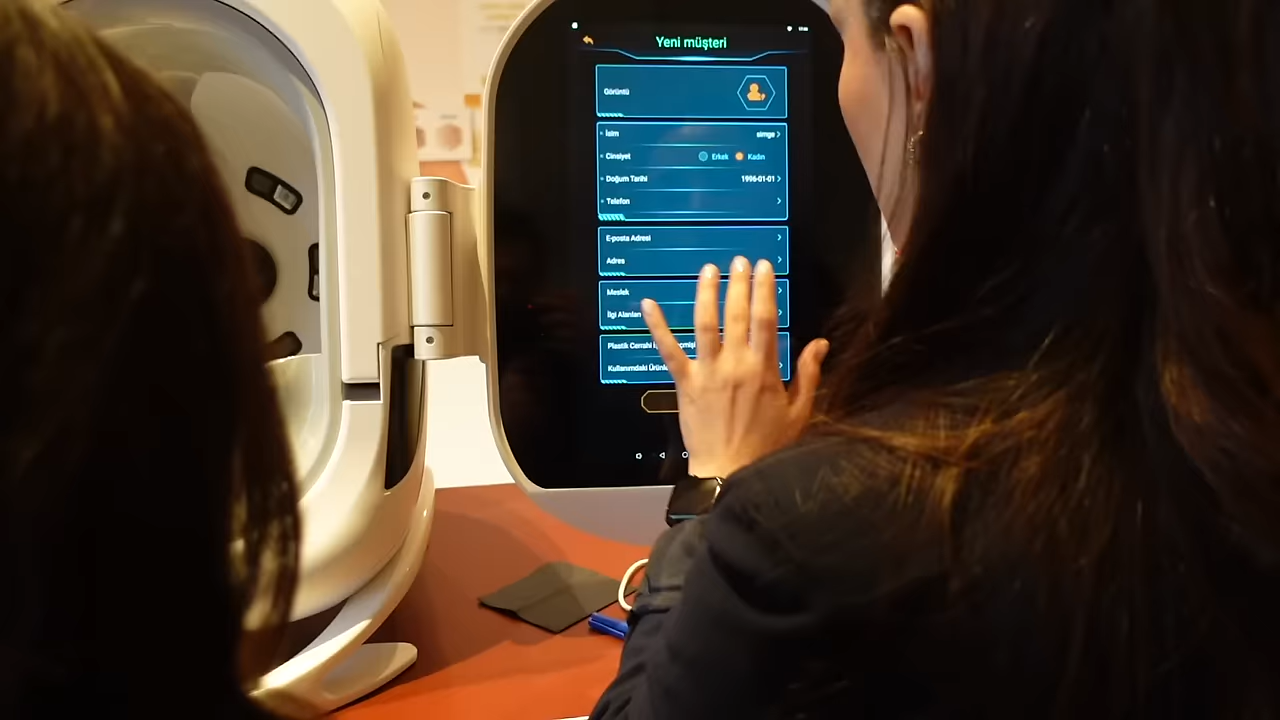 Yeni müşteri
Görüntü
İsim simge
Cinsiyet Erkek Kadın
Doğum Tarihi 1996-01-01
Telefon
E-posta Adresi
Adres
Meslek
İlgi Alanları
Plastik Cerrahi
Kullanımdaki